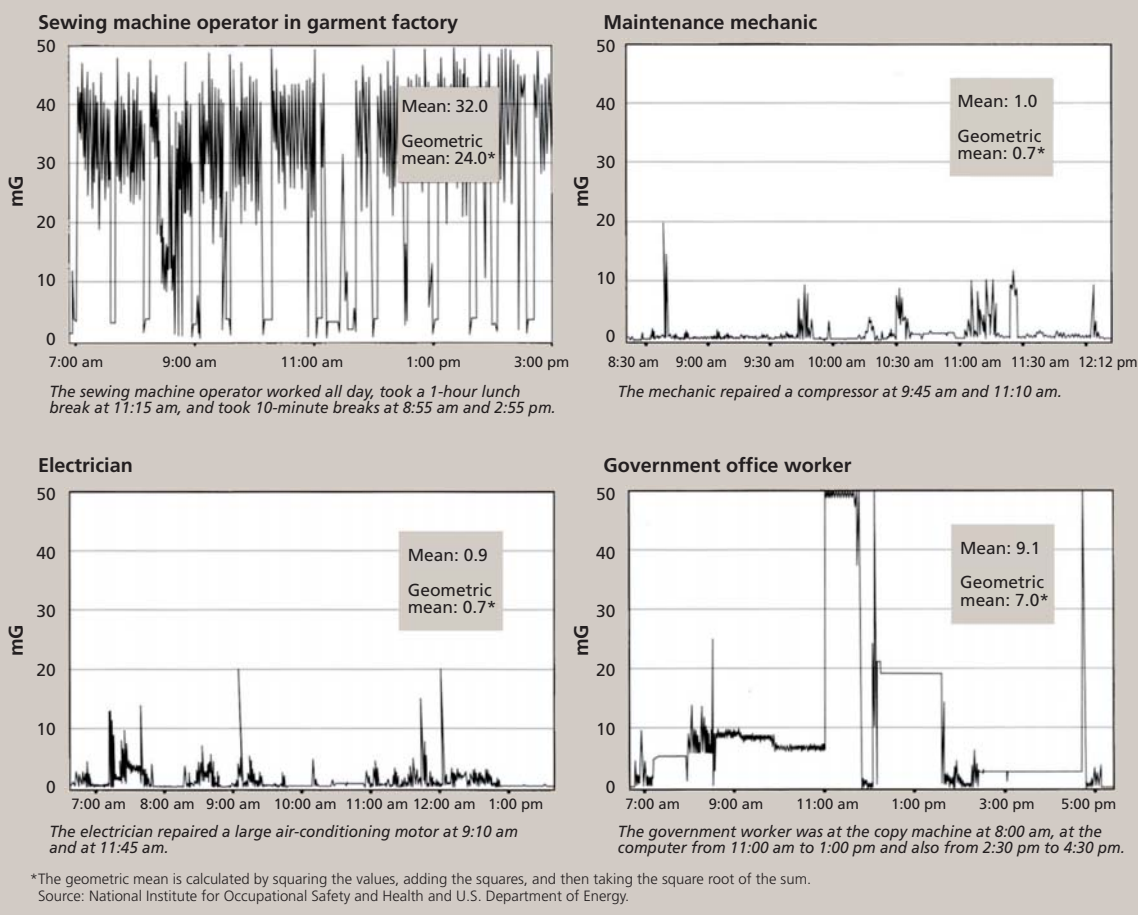 Sewing machine operator in garment factory
50
40
30
20
10
0
mG
Mean: 32.0
Geometric
mean: 24.0*
7:00 am 9:00 am 11:00 am 1:00 pm 3:00 pm
The sewing machine operator worked all day, took a 1-hour lunch
break at 11:15 am, and took 10-minute breaks at 8:55 am and 2:55 pm.
Maintenance mechanic
50
40
30
20
10
0
mG
Mean: 1.0
Geometric
mean: 0.7*
8:30 am 9:00 am 9:30 am 10:00 am 10:30 am 11:00 am 11:30 am 12:12 pm
The mechanic repaired a compressor at 9:45 am and 11:10 am.
Electrician
50
40
30
20
10
0
mG
Mean: 0.9
Geometric
mean: 0.7*
7:00 am 8:00 am 9:00 am 10:00 am 11:00 am 12:00 am 1:00 pm
The electrician repaired a large air-conditioning motor at 9:10 am
and at 11:45 am.
Government office worker
50
40
30
20
10
0
mG
Mean: 9.1
Geometric
mean: 7.0*
7:00 am 9:00 am 11:00 am 1:00 pm 3:00 pm 5:00 pm
The government worker was at the copy machine at 8:00 am, at the
computer from 11:00 am to 1:00 pm and also from 2:30 pm to 4:30 pm.
*The geometric mean is calculated by squaring the values, adding the squares, and then taking the square root of the sum.
Source: National Institute for Occupational Safety and Health and U.S. Department of Energy.